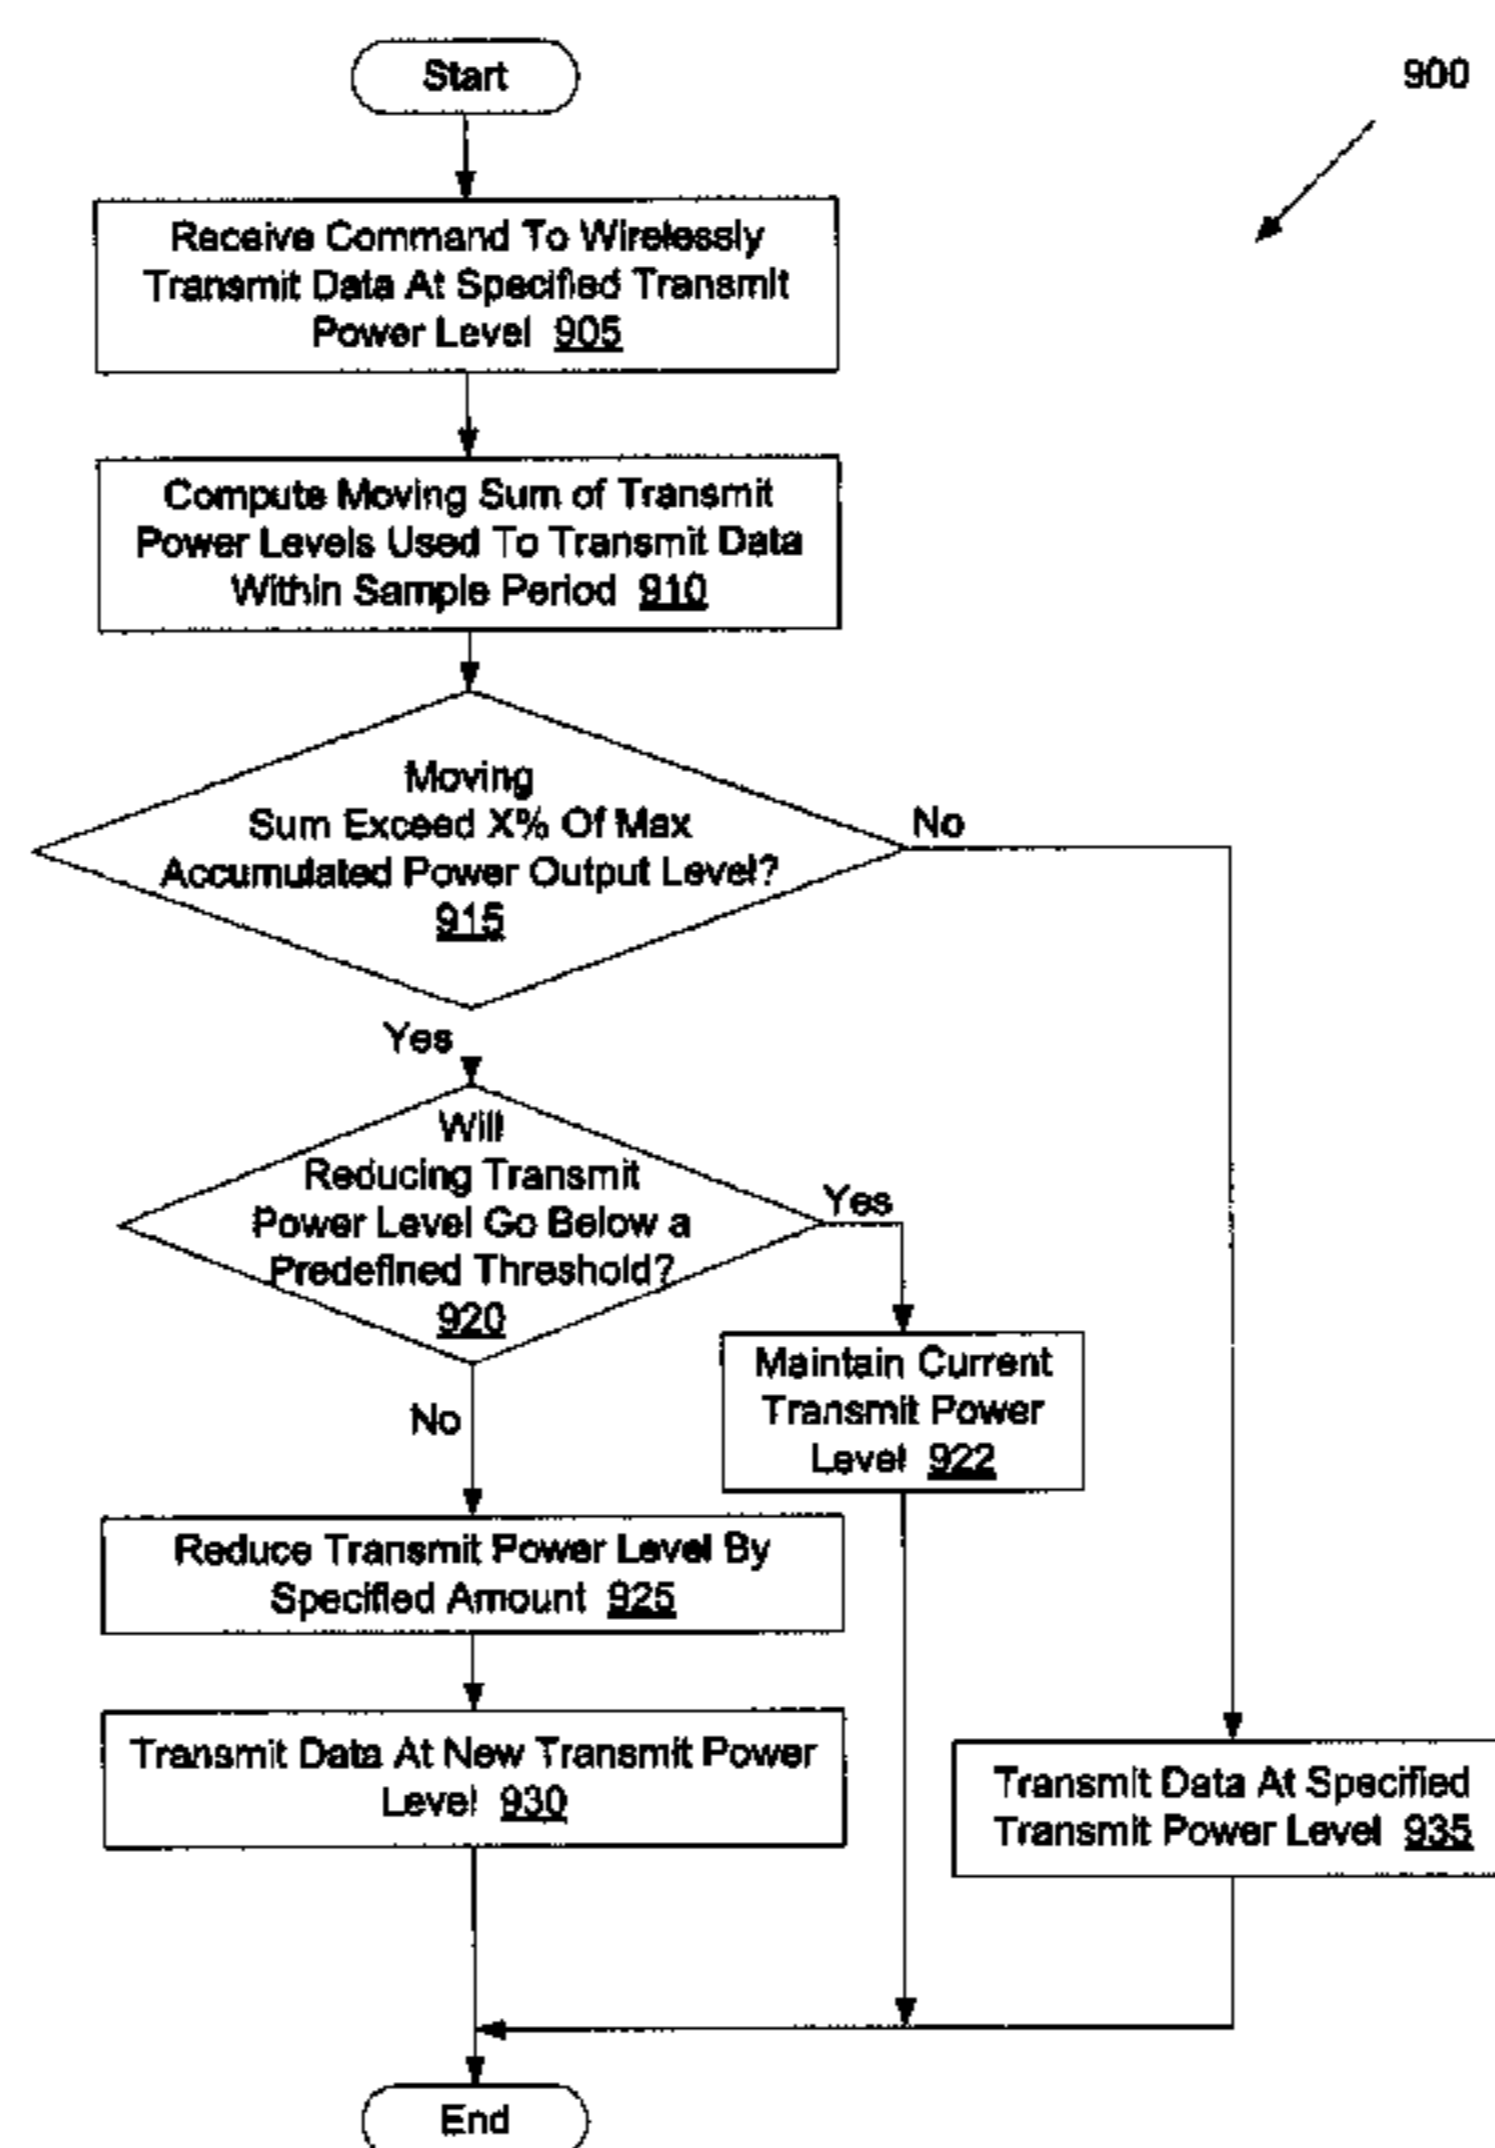 Start
900
Receive Command To Wirelessly
Transmit Data At Specified Transmit
Power Level 905
Compute Moving Sum of Transmit
Power Levels Used To Transmit Data
Within Sample Period 910
Moving
Sum Exceed X% Of Max
Accumulated Power Output Level?
915
No
Yes
Will
Reducing Transmit
Power Level Go Below a
Predefined Threshold?
920
Yes
No
Maintain Current
Transmit Power
Level 922
Reduce Transmit Power Level By
Specified Amount 925
Transmit Data At New Transmit Power
Level 930
Transmit Data At Specified
Transmit Power Level 935
End